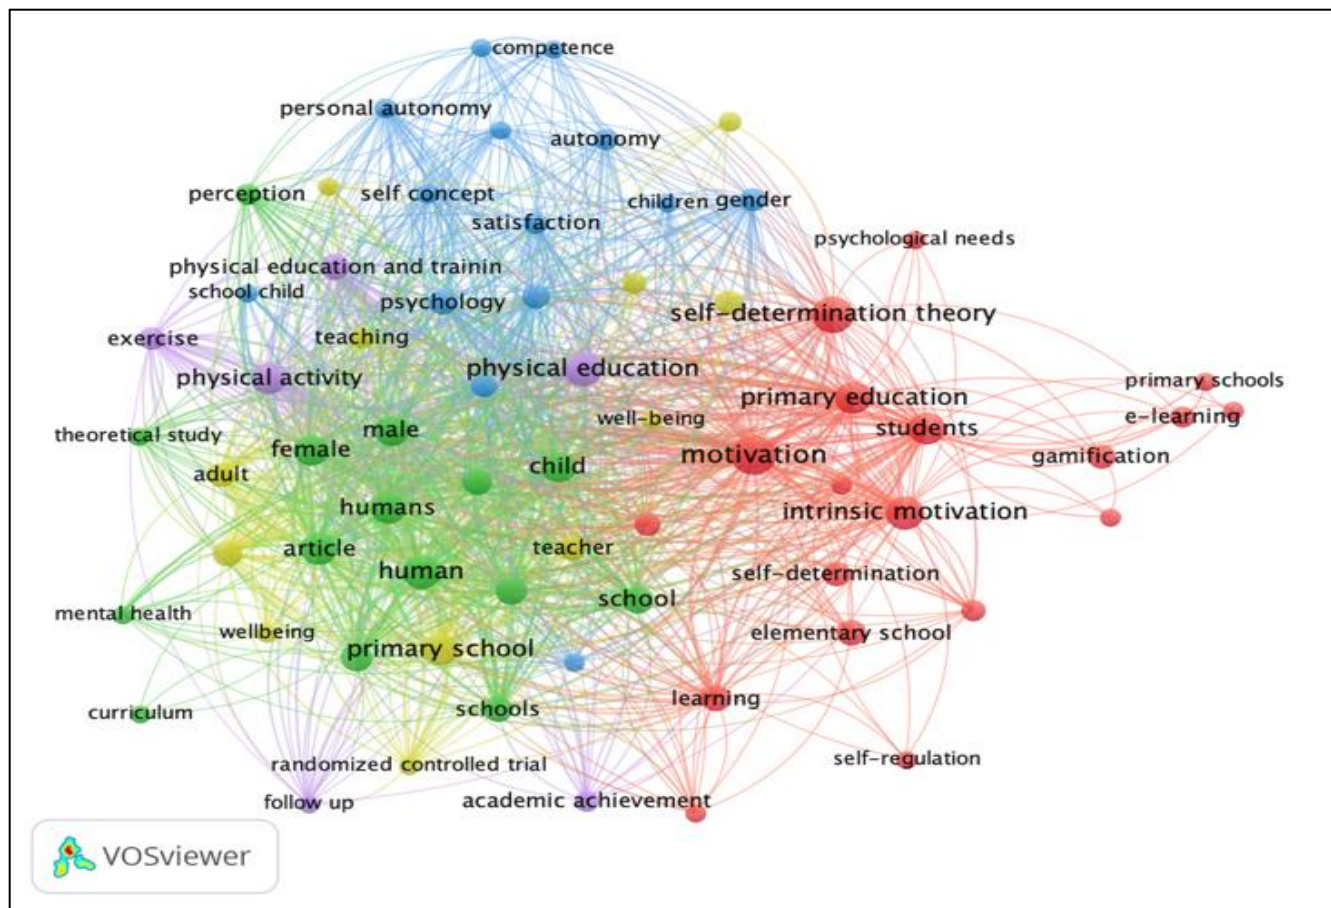 competence
personal autonomy
autonomy
perception
self concept
children
gender
satisfaction
psychological needs
physical education and trainin
school child
psychology
self-determination theory
exercise
teaching
physical education
physical activity
primary schools
primary education
e-learning
well-being
students
theoretical study
male
female
motivation
gamification
child
adult
humans
intrinsic motivation
article
teacher
human
self-determination
school
mental health
wellbeing
elementary school
primary school
learning
curriculum
schools
self-regulation
randomized controlled trial
follow up
academic achievement
VOSviewer